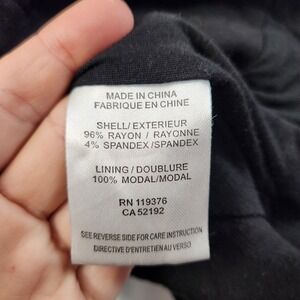 MADE IN CHINA
FABRIQUE EN CHINE
SHELL/ EXTERIEUR
96% RAYON / RAYONNE
4% SPANDEX /SPANDEX
LINING / DOUBLURE
100% MODAL/MODAL
RN 119376
CA 52192
SEE REVERSE SIDE FOR CARE INSTRUCTION
DIRECTIVE D'ENTRETIEN AU VERSO